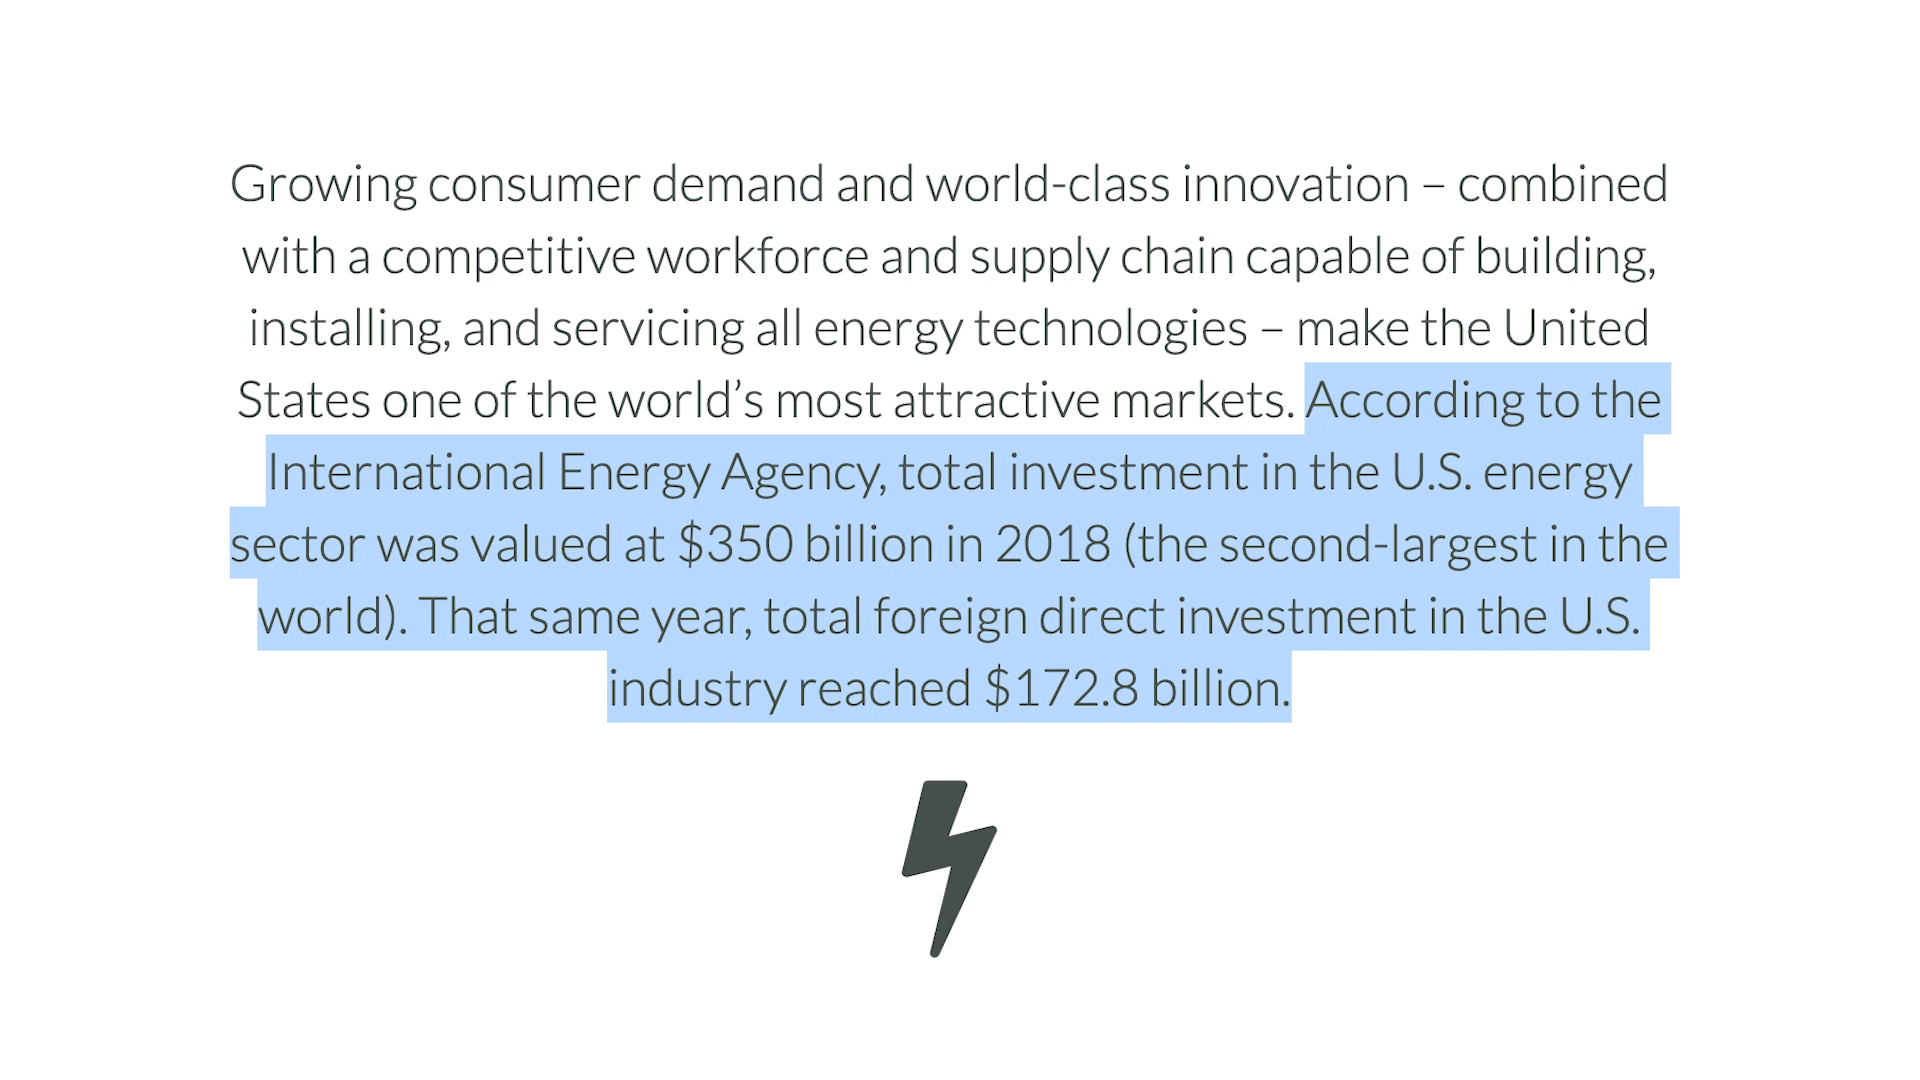 Growing consumer demand and world-class innovation – combined
with a competitive workforce and supply chain capable of building,
installing, and servicing all energy technologies – make the United
States one of the world’s most attractive markets. According to the
International Energy Agency, total investment in the U.S. energy
sector was valued at $350 billion in 2018 (the second-largest in the
world). That same year, total foreign direct investment in the U.S.
industry reached $172.8 billion.